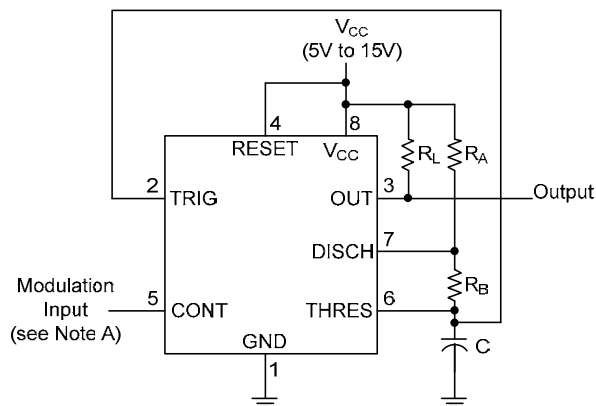 VCC
(5V to 15V)
4
8
RESET
VCC
RL
RA
2
TRIG
OUT
3
Output
DISCH
7
Modulation
Input
(see Note A)
5
CONT
THRES
6
RB
GND
1
C